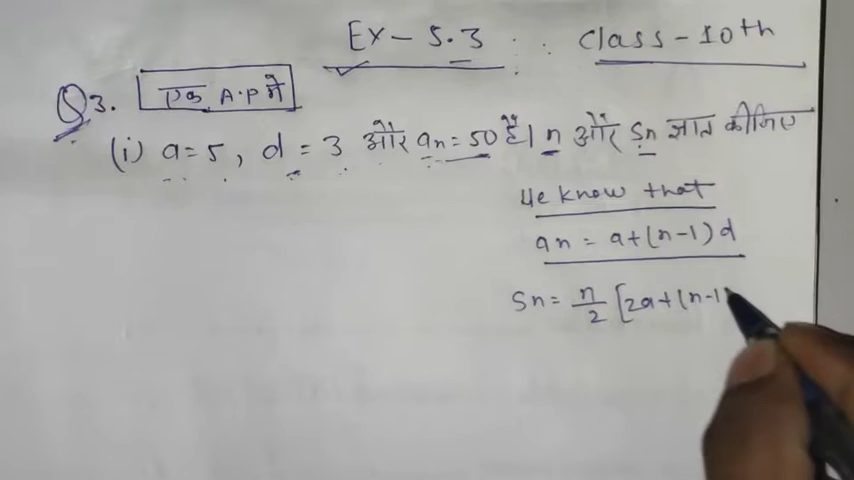 Ex - 5.3 : Class - 10th
Q3. एक A.P में
(i) a = 5, d = 3 और an = 50 है। n और Sn ज्ञात कीजिए
We know that
an = a+(n-1)d
Sn = n/2 [2a+(n-1)